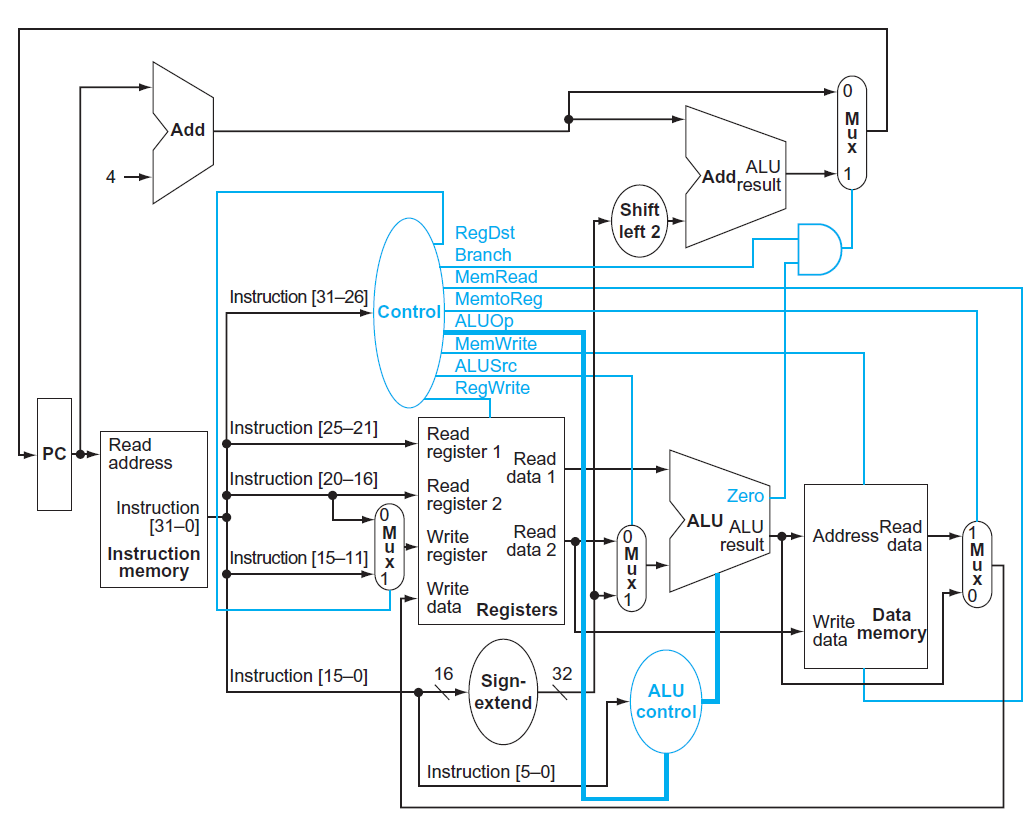 0
M
u
x
1
Add
4
Add ALU
result
Shift
left 2
RegDst
Branch
MemRead
MemtoReg
ALUOp
MemWrite
ALUSrc
RegWrite
Instruction [31–26]
Control
PC
Read
address
Instruction
[31–0]
Instruction
memory
Instruction [25–21]
Instruction [20–16]
Instruction [15–11]
0
M
u
x
1
Read
register 1
Read
register 2
Write
register
Write
data
Read
data 1
Read
data 2
Registers
0
M
u
x
1
Zero
ALU ALU
result
Address
Read
data
Write
data
Data
memory
1
M
u
x
0
Instruction [15–0]
16
Sign-
extend
32
ALU
control
Instruction [5–0]